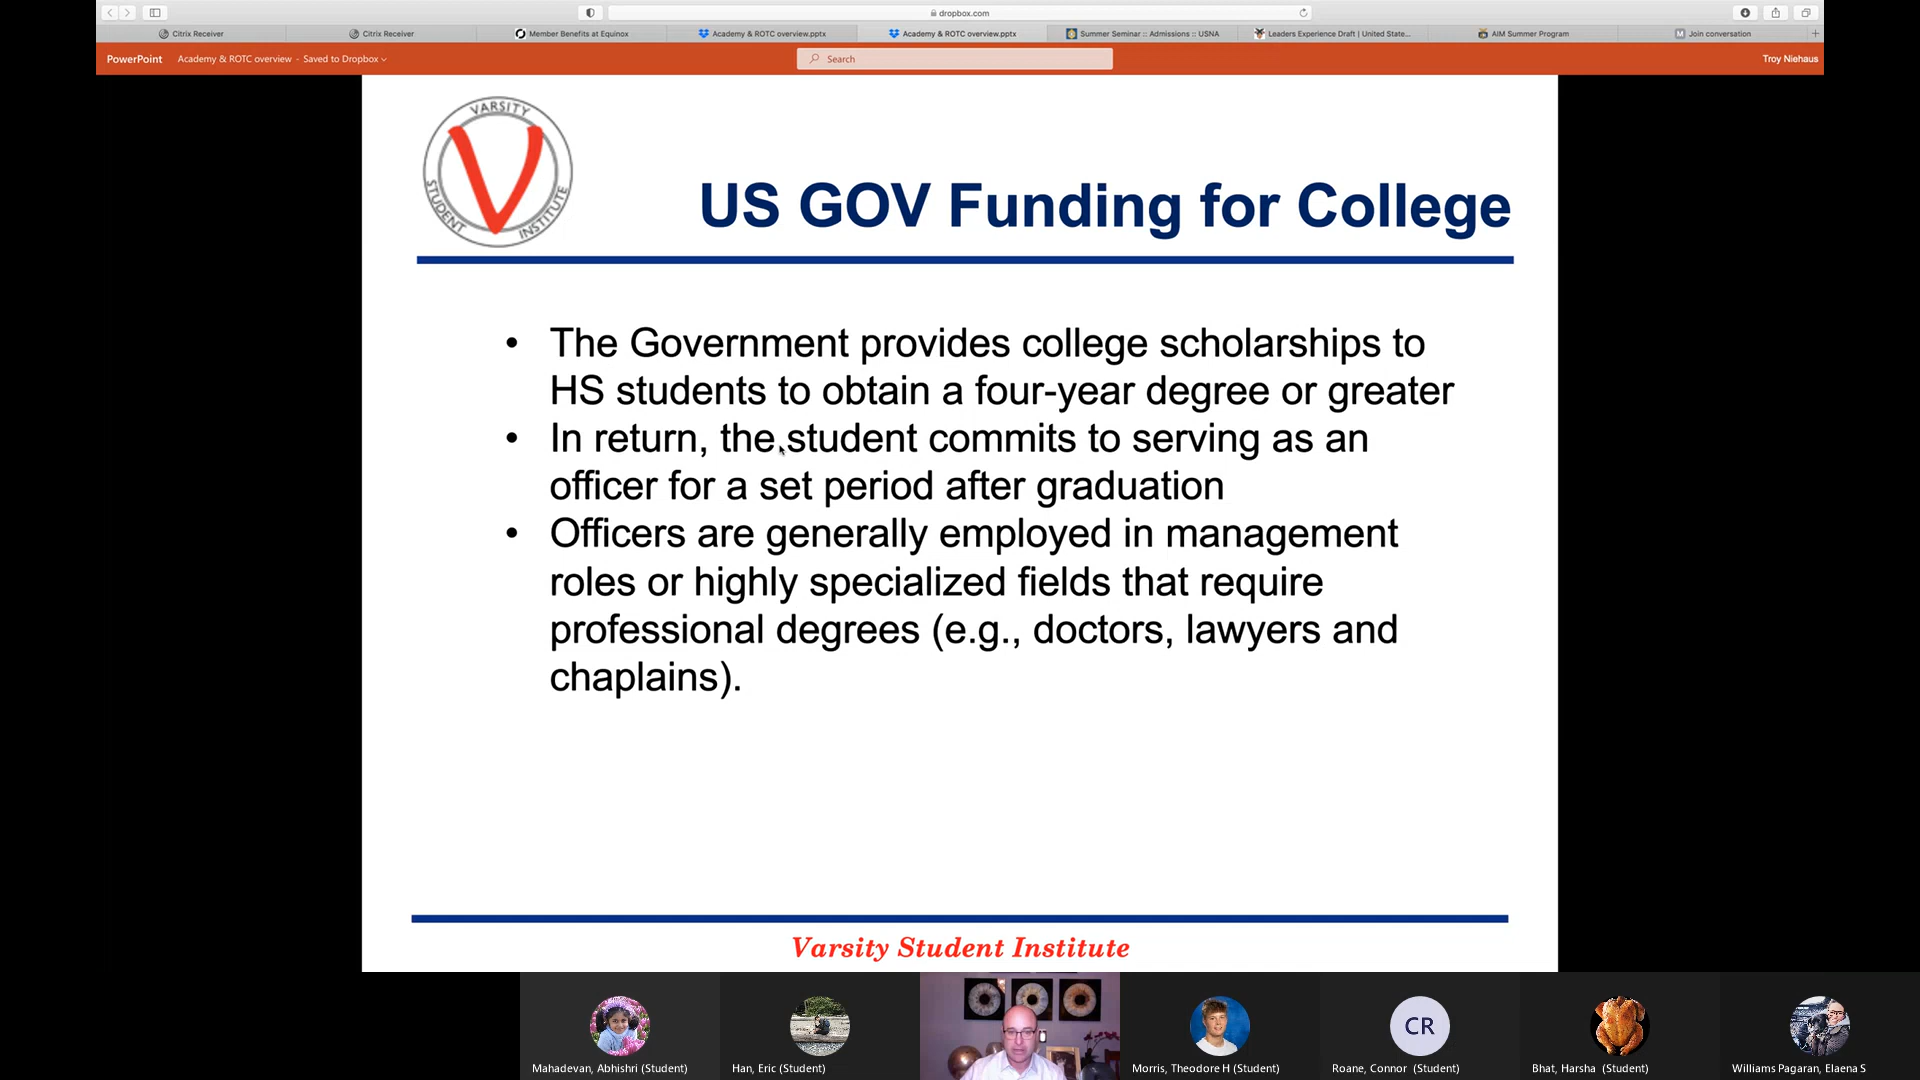 dropbox.com
Citrix Receiver
Citrix Receiver
Member Benefits at Equinox
Academy & ROTC overview.pptx
Academy & ROTC overview.pptx
Summer Seminar :: Admissions :: USNA
Leaders Experience Draft | United State...
AIM Summer Program
M Join conversation
PowerPoint
Academy & ROTC overview - Saved to Dropbox
Search
Troy Niehaus
VARSITY
STUDENT INSTITUTE
V
US GOV Funding for College
• The Government provides college scholarships to
HS students to obtain a four-year degree or greater
• In return, the student commits to serving as an
officer for a set period after graduation
• Officers are generally employed in management
roles or highly specialized fields that require
professional degrees (e.g., doctors, lawyers and
chaplains).
Varsity Student Institute
CR
Mahadevan, Abhishri (Student)
Han, Eric (Student)
Morris, Theodore H (Student)
Roane, Connor (Student)
Bhat, Harsha (Student)
Williams Pagaran, Elaena S